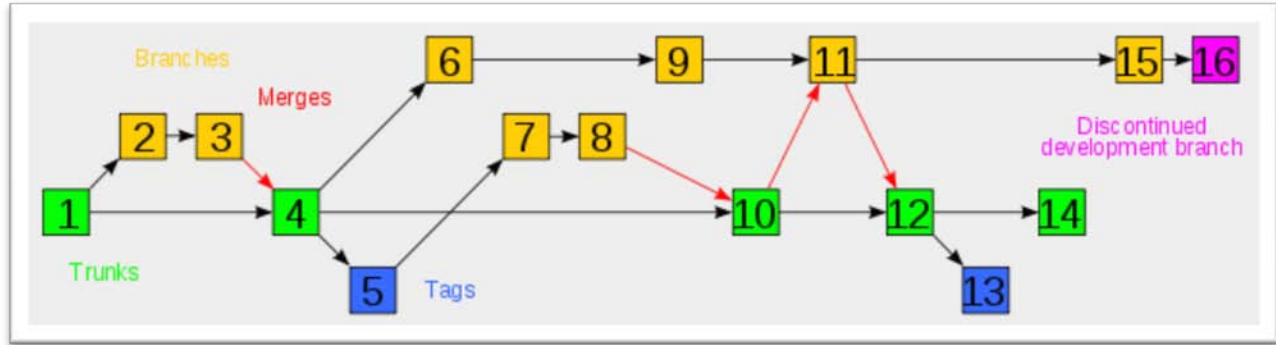 Branches
6
9
11
15
16
Merges
2
3
7
8
Discontinued
development branch
1
4
10
12
14
Trunks
5
Tags
13